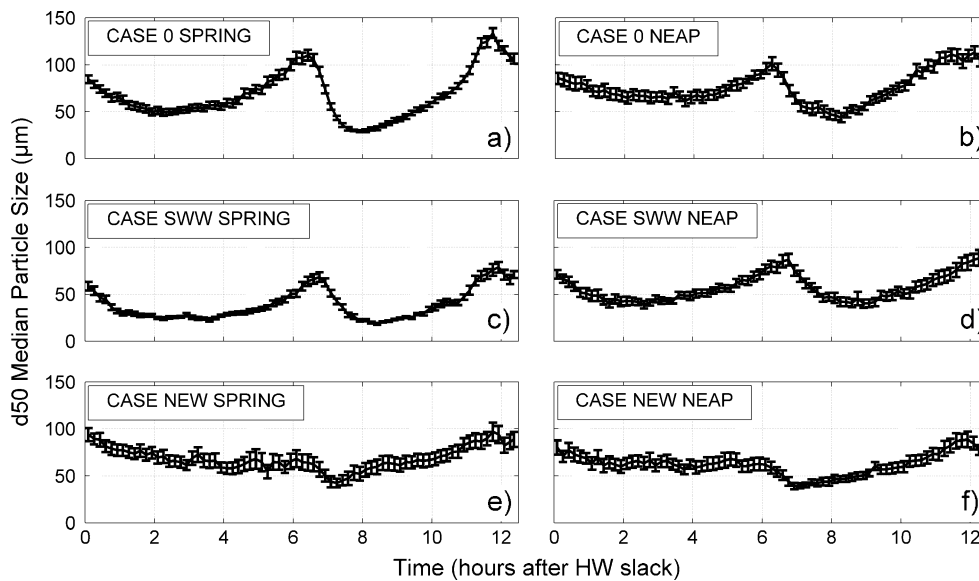 150
100
50
0
CASE 0 SPRING
a)
CASE 0 NEAP
b)
150
100
50
0
CASE SWW SPRING
c)
CASE SWW NEAP
d)
150
100
50
0
CASE NEW SPRING
e)
CASE NEW NEAP
f)
0 2 4 6 8 10 12
0 2 4 6 8 10 12
d50 Median Particle Size (µm)
Time (hours after HW slack)